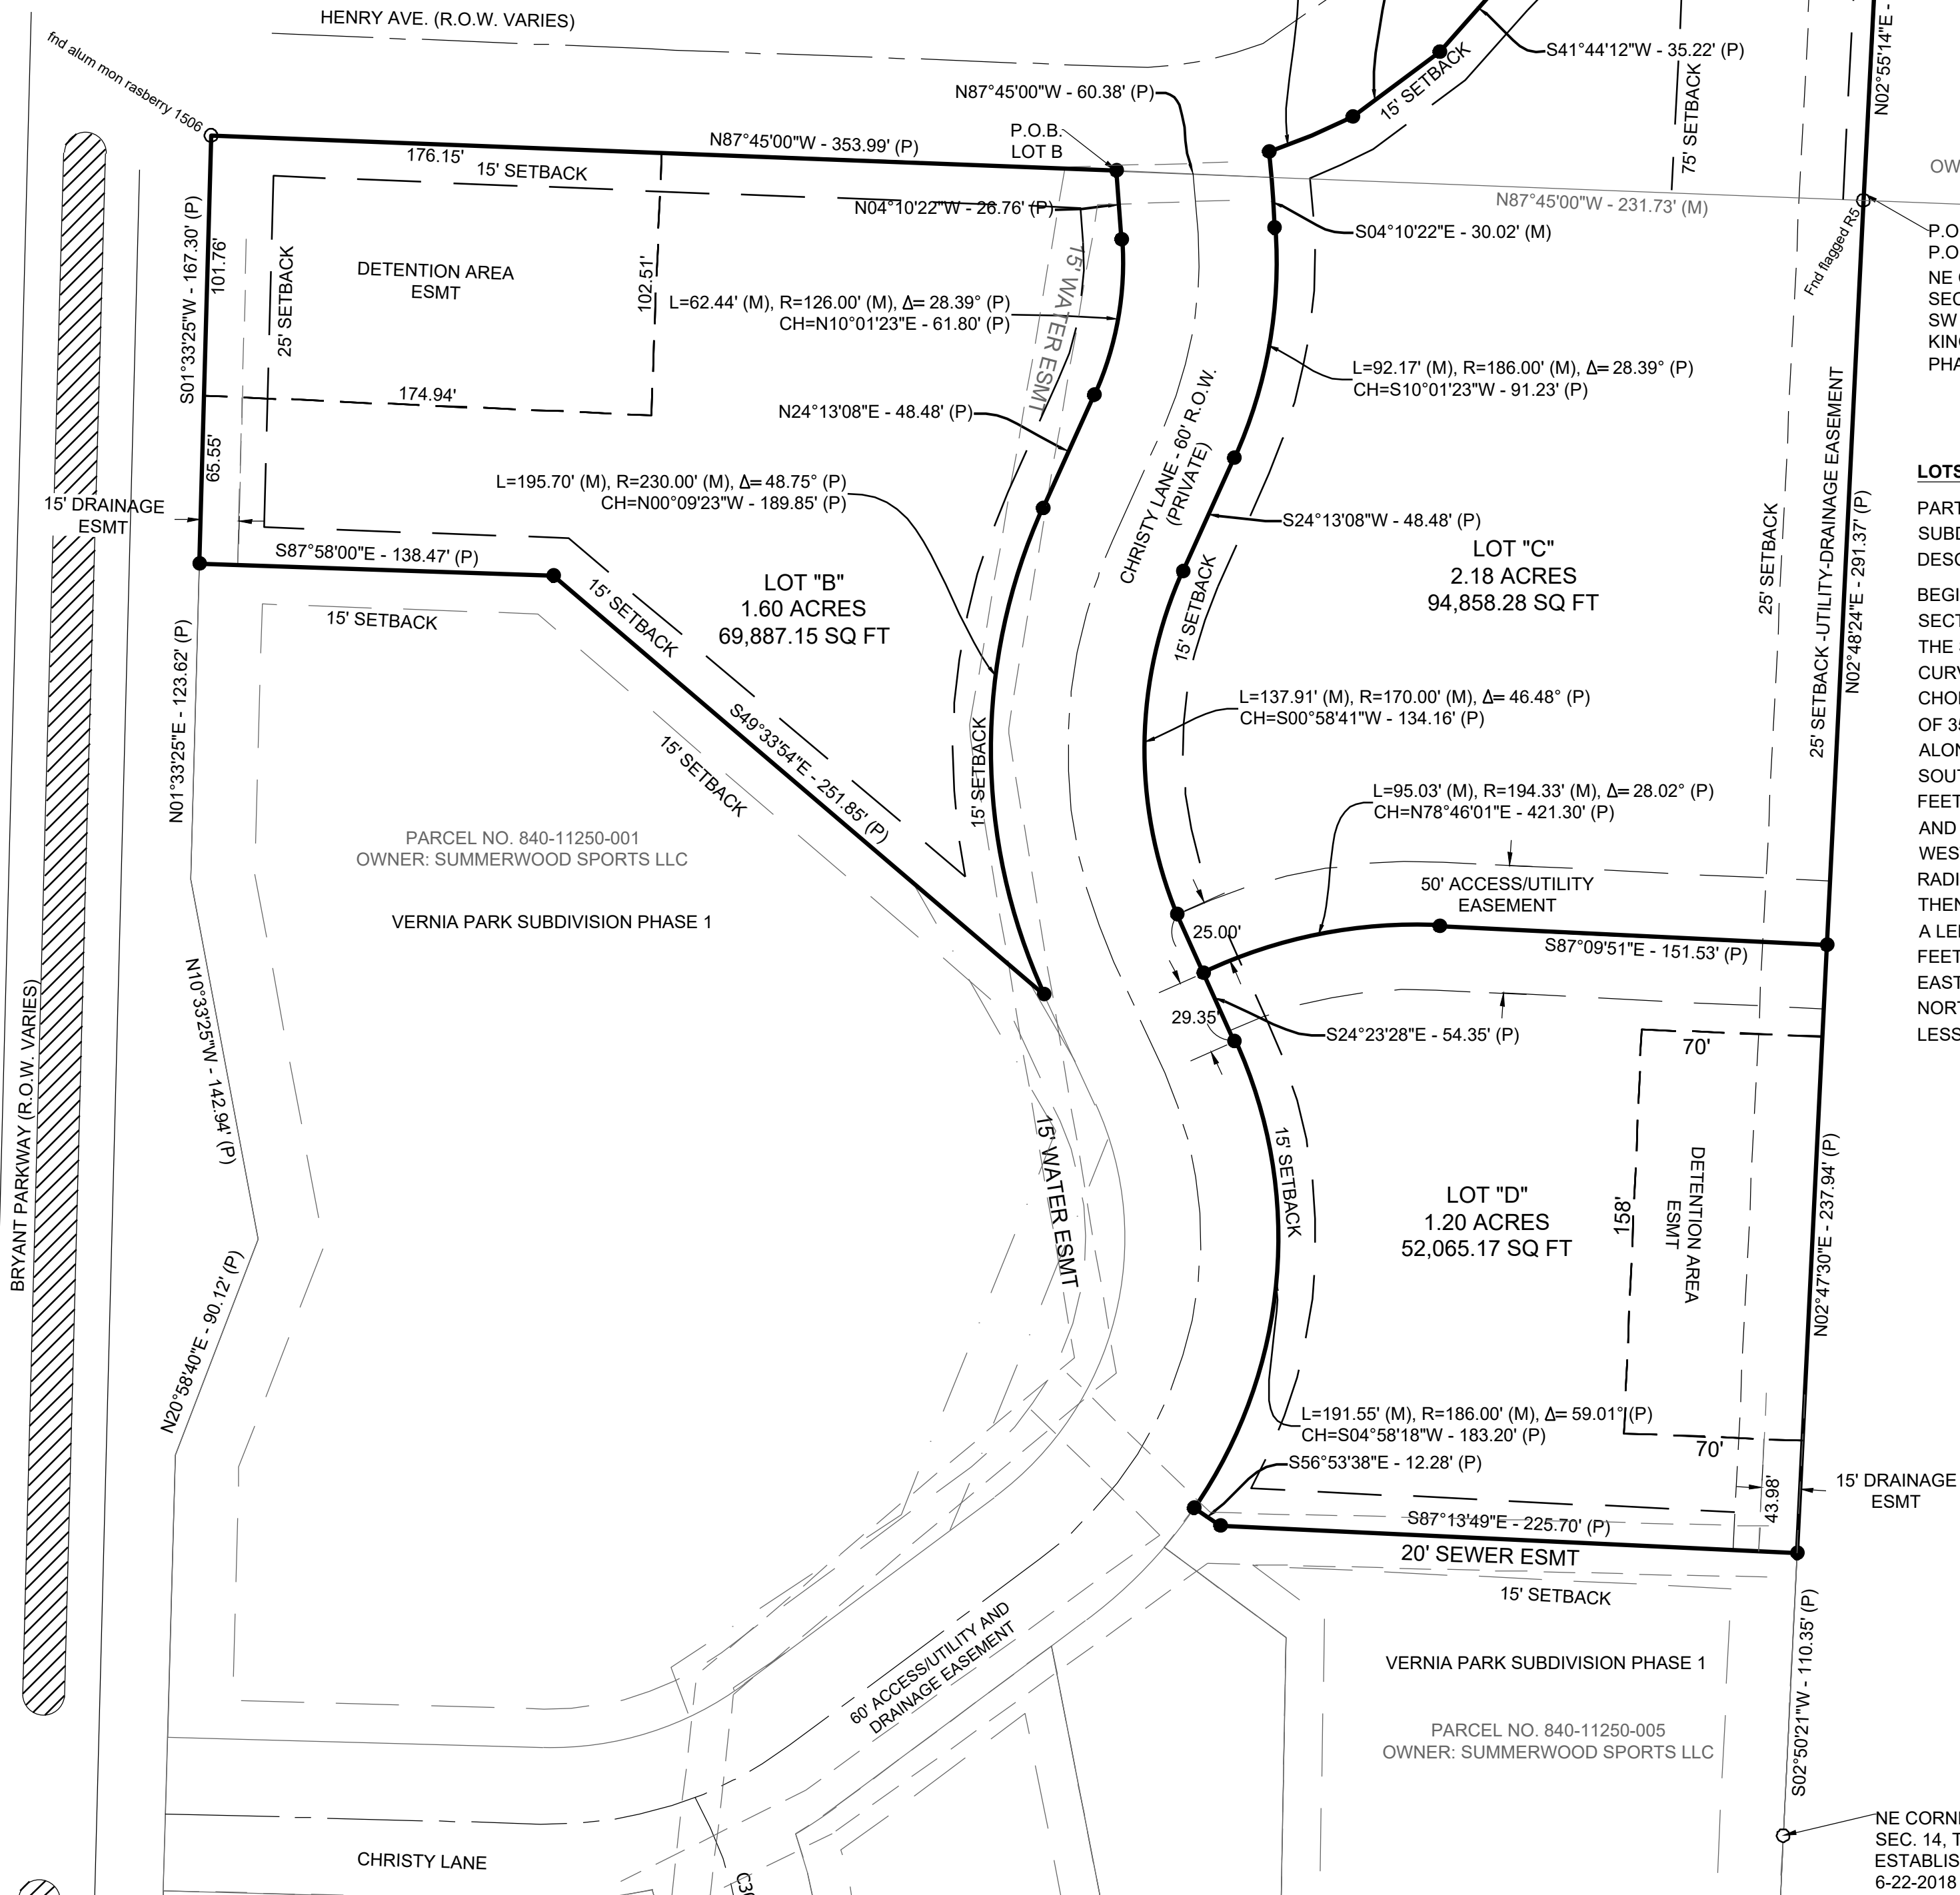 HENRY AVE. (R.O.W. VARIES)
fnd alum mon rasberry 1506
S41°44'12"W - 35.22' (P)
15' SETBACK
75' SETBACK
N02°55'14"E -
N87°45'00"W - 60.38' (P)
P.O.B.
LOT B
N87°45'00"W - 353.99' (P)
176.15'
15' SETBACK
N87°45'00"W - 231.73' (M)
OW
Fnd flagged R5
N04°10'22"W - 26.76' (P)
S04°10'22"E - 30.02' (M)
P.O
P.O
NE
SEC
SW
KIN
PHA
S01°33'25"W - 167.30' (P)
101.76'
25' SETBACK
DETENTION AREA
ESMT
102.51'
174.94'
65.55'
L=62.44' (M), R=126.00' (M), Δ= 28.39° (P)
CH=N10°01'23"E - 61.80' (P)
15' WATER ESMT
L=92.17' (M), R=186.00' (M), Δ= 28.39° (P)
CH=S10°01'23"W - 91.23' (P)
N24°13'08"E - 48.48' (P)
CHRISTY LANE - 60' R.O.W.
(PRIVATE)
L=195.70' (M), R=230.00' (M), Δ= 48.75° (P)
CH=N00°09'23"W - 189.85' (P)
15' DRAINAGE
ESMT
S24°13'08"W - 48.48' (P)
S87°58'00"E - 138.47' (P)
LOT "B"
1.60 ACRES
69,887.15 SQ FT
LOT "C"
2.18 ACRES
94,858.28 SQ FT
25' SETBACK
25' SETBACK -UTILITY-DRAINAGE EASEMENT
N02°48'24"E - 291.37' (P)
LOTS
PART
SUBD
DESC
BEGI
SECT
THE
CURV
CHOR
OF 35
ALON
SOUT
FEET
AND
WES
RADI
THEN
A LE
FEET
EAST
NORT
LESS
15' SETBACK
15' SETBACK
15' SETBACK
N01°33'25"E - 123.62' (P)
S49°33'54"E - 251.85' (P)
15' SETBACK
15' SETBACK
L=137.91' (M), R=170.00' (M), Δ= 46.48° (P)
CH=S00°58'41"W - 134.16' (P)
L=95.03' (M), R=194.33' (M), Δ= 28.02° (P)
CH=N78°46'01"E - 421.30' (P)
PARCEL NO. 840-11250-001
OWNER: SUMMERWOOD SPORTS LLC
VERNIA PARK SUBDIVISION PHASE 1
50' ACCESS/UTILITY
EASEMENT
25.00'
S87°09'51"E - 151.53' (P)
29.35'
S24°23'28"E - 54.35' (P)
N10°33'25"W - 142.94' (P)
BRYANT PARKWAY (R.O.W. VARIES)
70'
15' WATER ESMT
15' SETBACK
LOT "D"
1.20 ACRES
52,065.17 SQ FT
158'
DETENTION AREA
ESMT
N02°47'30"E - 237.94' (P)
N20°58'40"E - 90.12' (P)
L=191.55' (M), R=186.00' (M), Δ= 59.01° (P)
CH=S04°58'18"W - 183.20' (P)
70'
S56°53'38"E - 12.28' (P)
43.98'
15' DRAINAGE
ESMT
S87°13'49"E - 225.70' (P)
20' SEWER ESMT
15' SETBACK
60' ACCESS/UTILITY AND
DRAINAGE EASEMENT
VERNIA PARK SUBDIVISION PHASE 1
PARCEL NO. 840-11250-005
OWNER: SUMMERWOOD SPORTS LLC
S02°50'21"W - 110.35' (P)
CHRISTY LANE
NE CORN
SEC. 14, T
ESTABLIS
6-22-2018